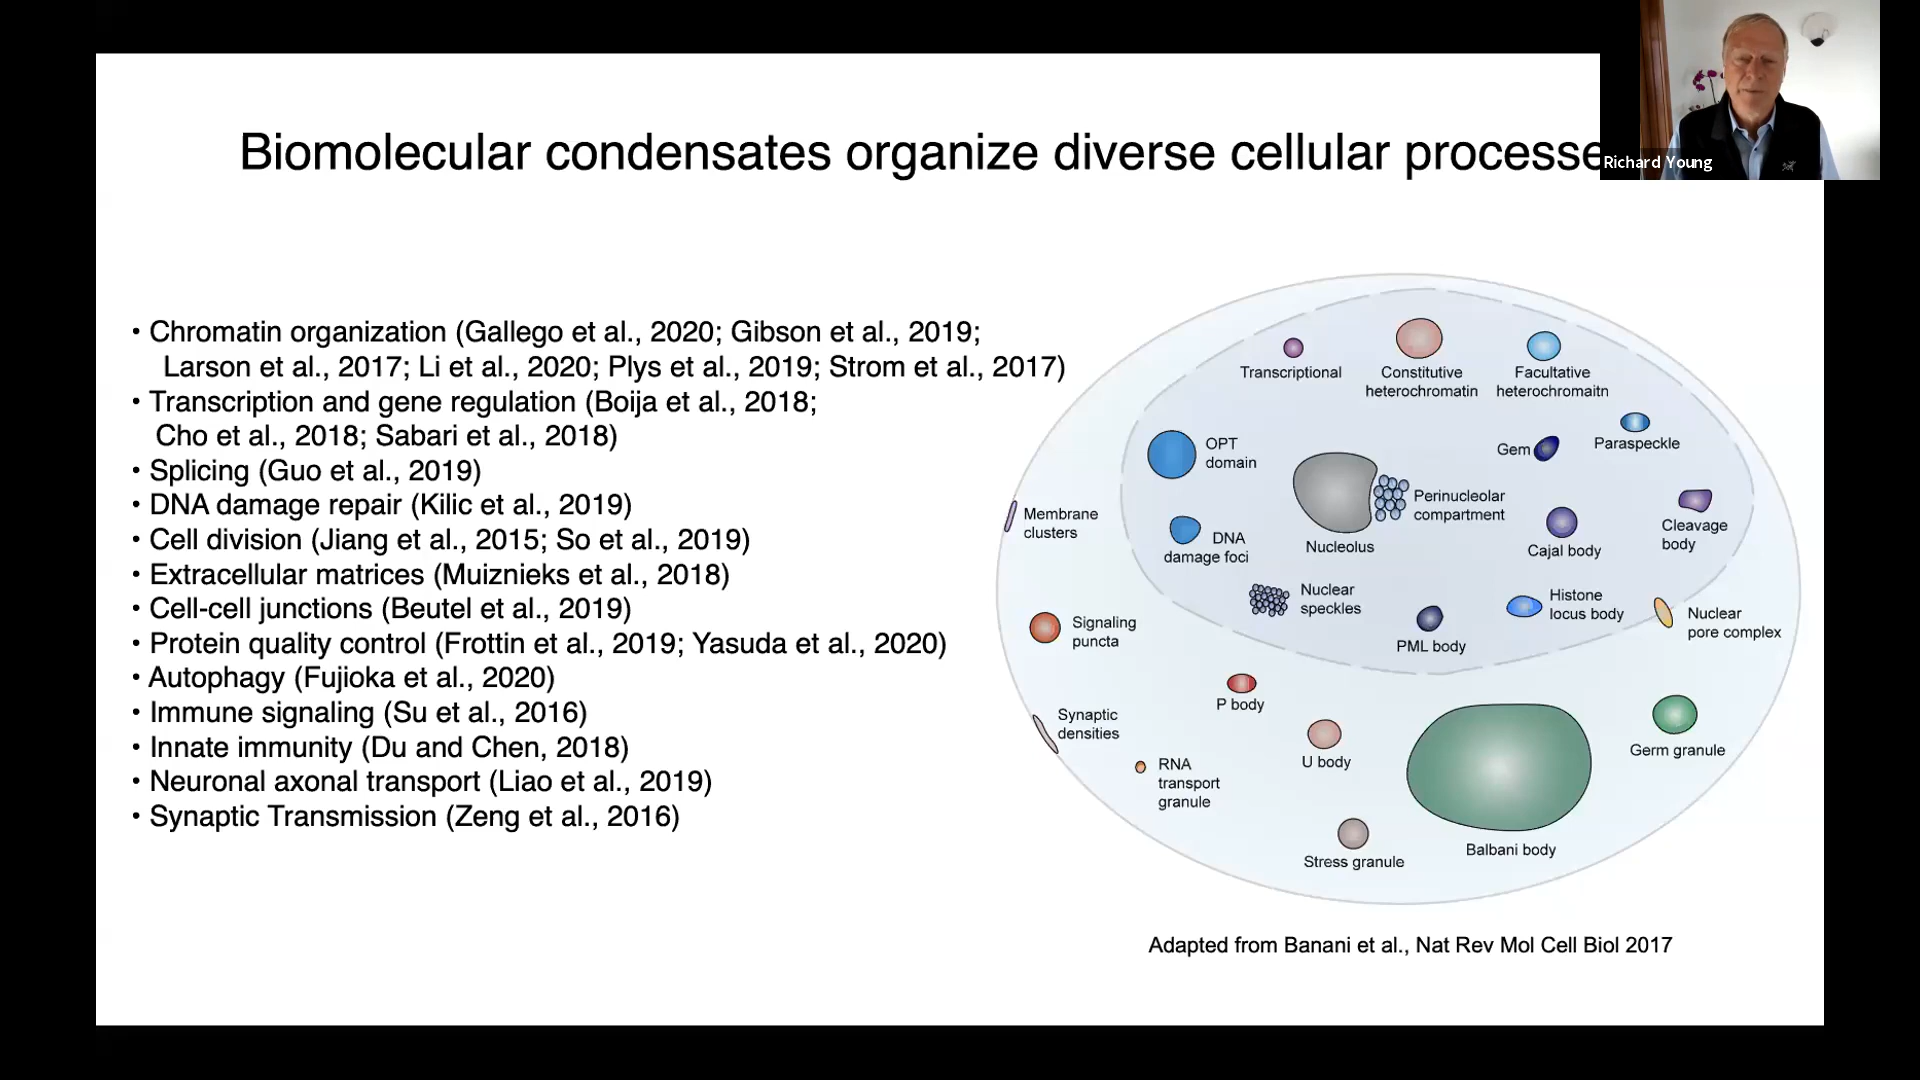 Biomolecular condensates organize diverse cellular processe
Richard Young
• Chromatin organization (Gallego et al., 2020; Gibson et al., 2019;
Larson et al., 2017; Li et al., 2020; Plys et al., 2019; Strom et al., 2017)
• Transcription and gene regulation (Boija et al., 2018;
Cho et al., 2018; Sabari et al., 2018)
• Splicing (Guo et al., 2019)
• DNA damage repair (Kilic et al., 2019)
• Cell division (Jiang et al., 2015; So et al., 2019)
• Extracellular matrices (Muiznieks et al., 2018)
• Cell-cell junctions (Beutel et al., 2019)
• Protein quality control (Frottin et al., 2019; Yasuda et al., 2020)
• Autophagy (Fujioka et al., 2020)
• Immune signaling (Su et al., 2016)
• Innate immunity (Du and Chen, 2018)
• Neuronal axonal transport (Liao et al., 2019)
• Synaptic Transmission (Zeng et al., 2016)
Transcriptional
Constitutive
heterochromatin
Facultative
heterochromaitn
OPT
domain
Gem
Paraspeckle
Perinucleolar
compartment
Nucleolus
Membrane
clusters
DNA
damage foci
Cajal body
Cleavage
body
Nuclear
speckles
Histone
locus body
PML body
Nuclear
pore complex
Signaling
puncta
P body
Synaptic
densities
U body
Germ granule
RNA
transport
granule
Stress granule
Balbani body
Adapted from Banani et al., Nat Rev Mol Cell Biol 2017